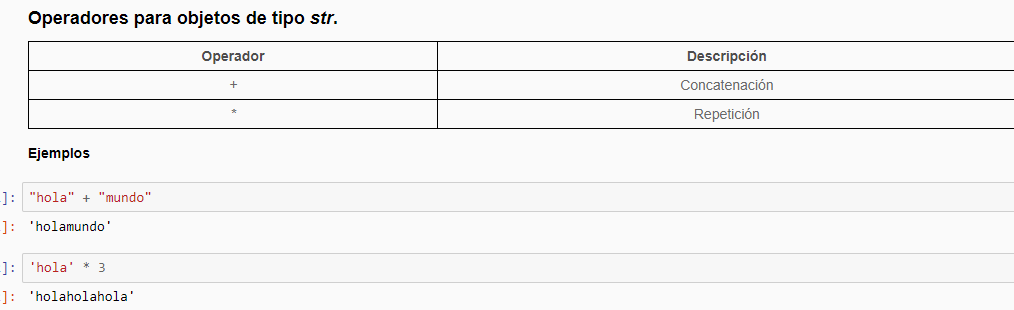 Operadores para objetos de tipo str.
Operador Descripción
+ Concatenación
* Repetición
Ejemplos
]: "hola" + "mundo"
]: 'holamundo'
]: 'hola' * 3
]: 'holaholahola'